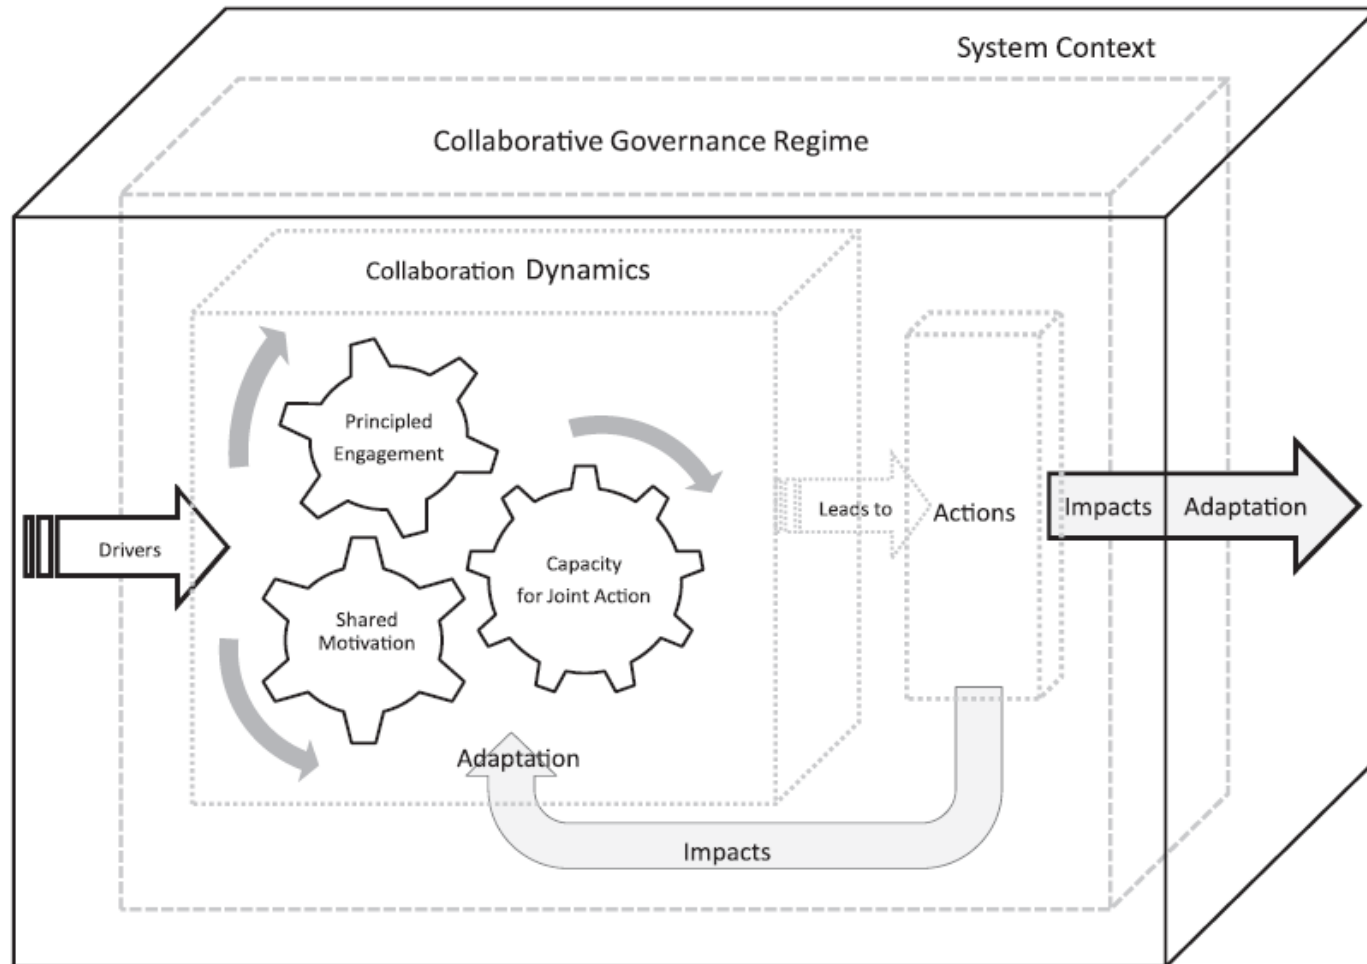 System Context
Collaborative Governance Regime
Collaboration Dynamics
Principled
Engagement
Drivers
Shared
Motivation
Capacity
for Joint Action
Leads to
Actions
Impacts
Adaptation
Adaptation
Impacts